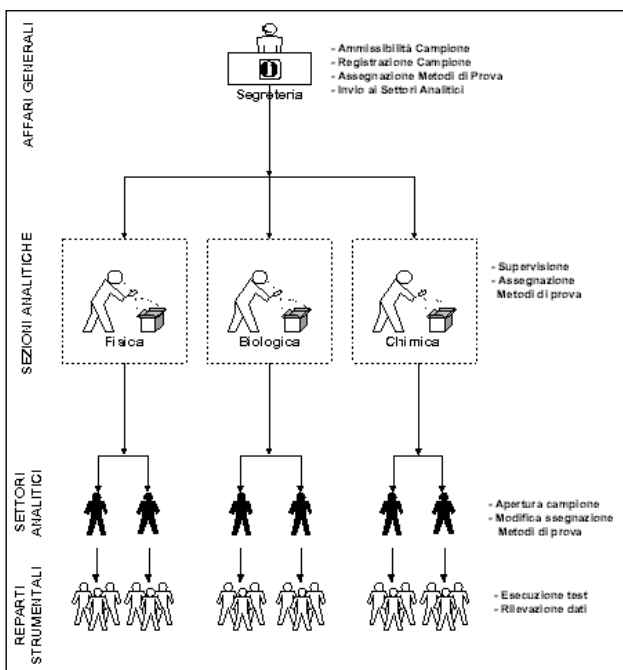 AFFARI GENERALI
- Ammissibilità Campione
- Registrazione Campione
- Assegnazione Metodi di Prova
- Invio ai Settori Analitici
Segreteria
SEZIONI ANALITICHE
Fisica
Biologica
Chimica
- Supervisione
- Assegnazione
Metodi di prova
SETTORI
ANALITICI
- Apertura campione
- Modifica ssegnazione
Metodi di prova
REPARTI
STRUMENTALI
- Esecuzione test
- Rilevazione dati